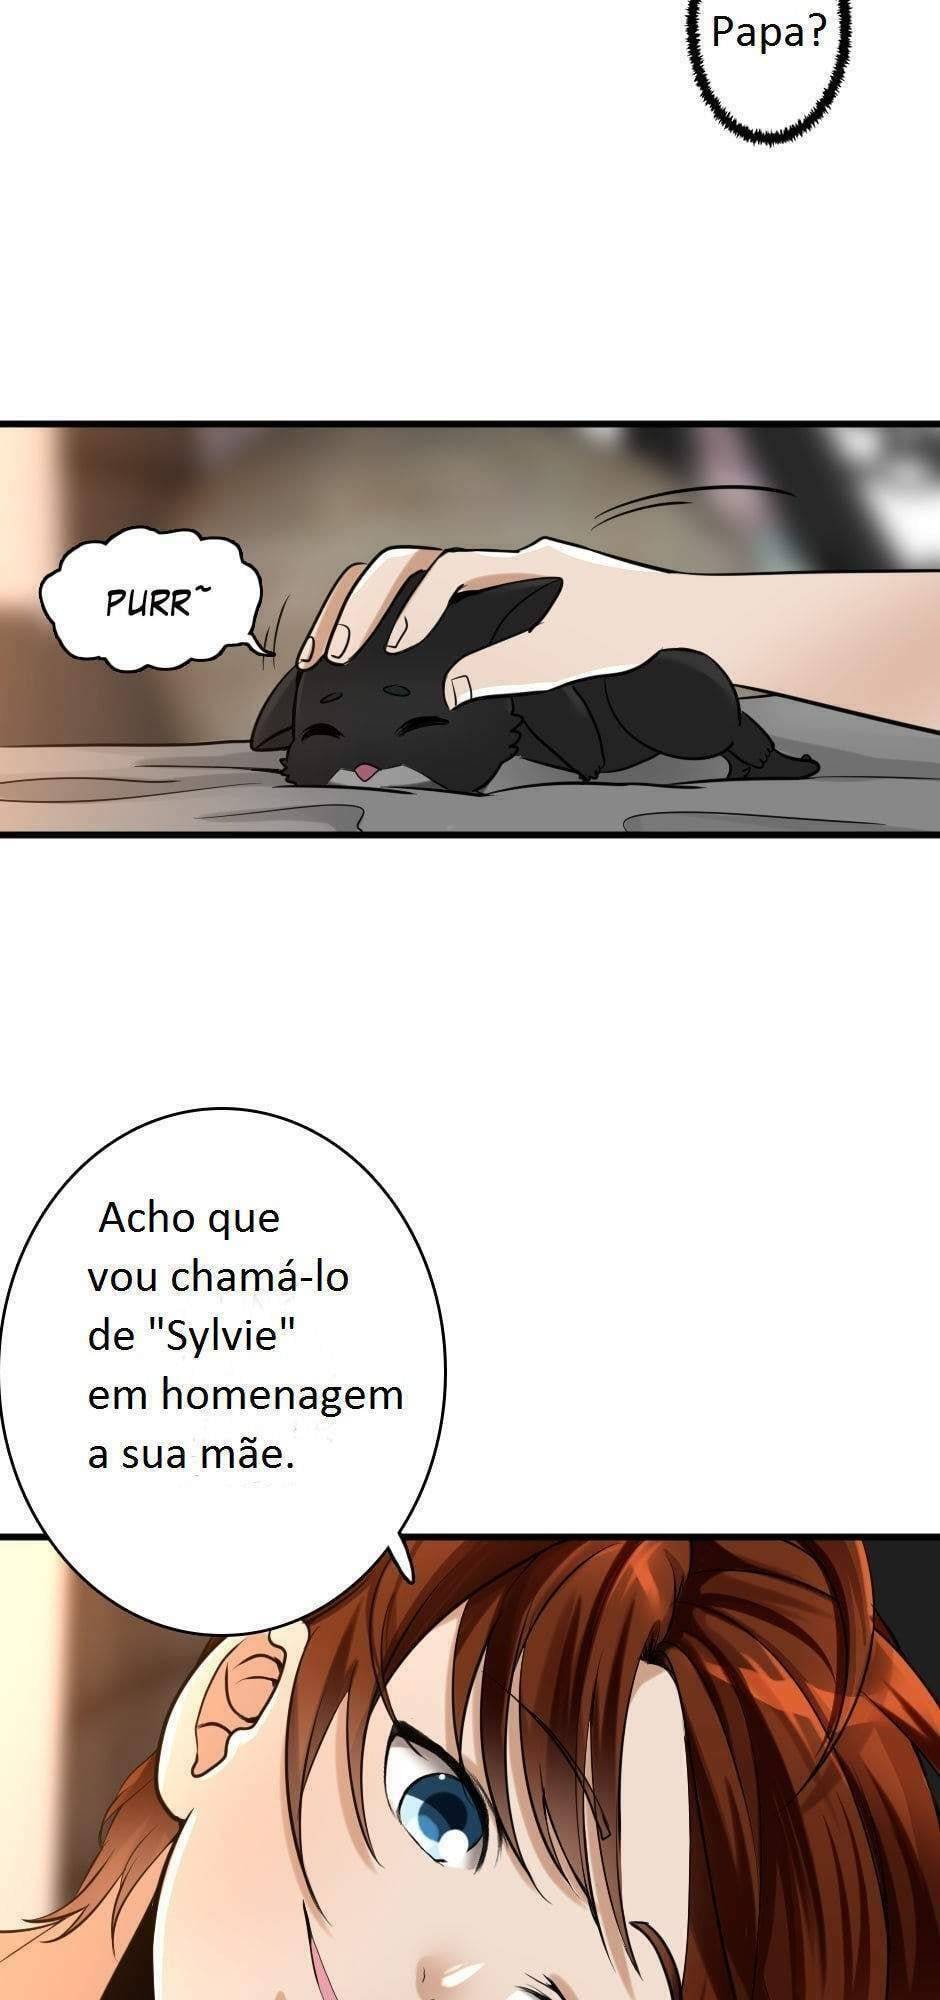 Papa?
PURR~
Acho que
vou chamá-lo
de "Sylvie"
em homenagem
a sua mãe.